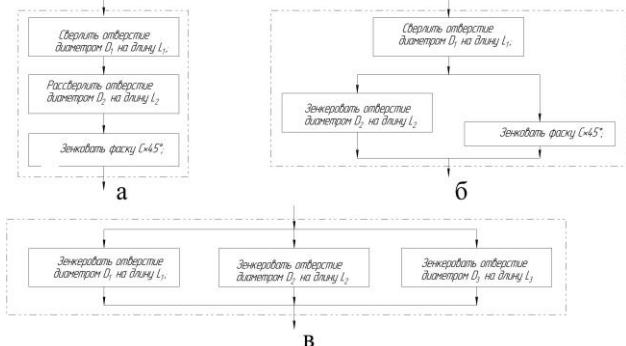 Сверлить отверстие
диаметром D₁ на длину L₁;
Рассверлить отверстие
диаметром D₂ на длину L₂
Зенковать фаску C×45°;
а
Сверлить отверстие
диаметром D₁ на длину L₁;
Зенкеровать отверстие
диаметром D₂ на длину L₂
Зенковать фаску C×45°;
б
Зенкеровать отверстие
диаметром D₁ на длину L₁;
Зенкеровать отверстие
диаметром D₂ на длину L₂
Зенкеровать отверстие
диаметром D₃ на длину L₃
в